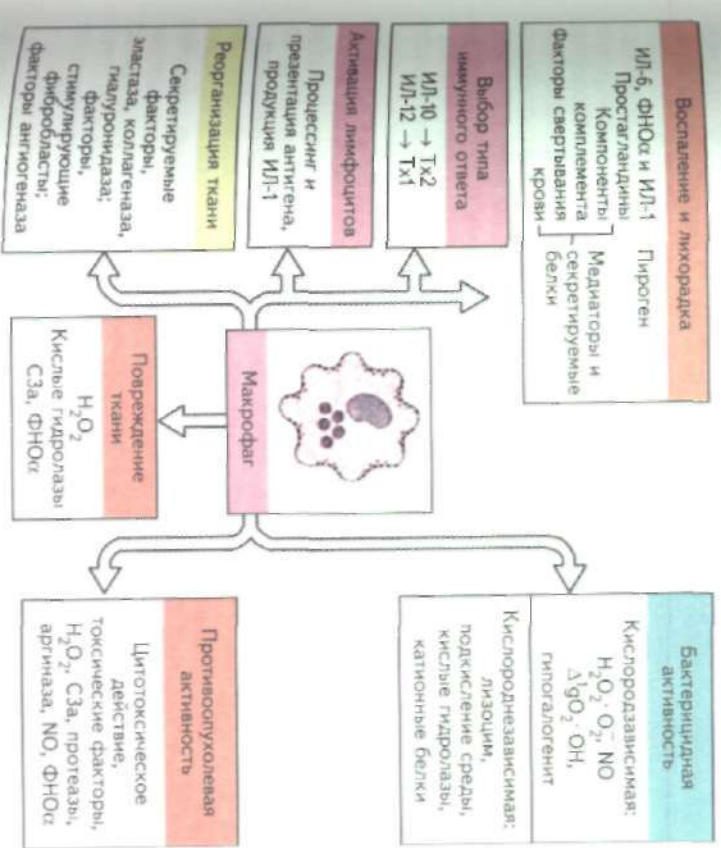 Воспаление и лихорадка
ИЛ-6, ФНОα и ИЛ-1 Пироген
Простагландины
Компоненты
комплемента
Факторы свертывания
крови
Медиаторы и
секретируемые
белки
Выбор типа
иммунного ответа
ИЛ-10 → Тх2
ИЛ-12 → Тх1
Активация лимфоцитов
Процессинг и
презентация антигена,
продукция ИЛ-1
Реорганизация ткани
Секретируемые
факторы,
эластаза, коллагеназа,
гиалуронидаза;
факторы,
стимулирующие
фибробласты;
факторы ангиогеназа
Макрофаг
Повреждение
ткани
H₂O₂
Кислые гидролазы
C3a, ФНОα
Бактерицидная
активность
Кислородзависимая:
H₂O₂ · O₂⁻, NO
Δ¹gO₂ · OH,
гипогалогенит
Кислороднезависимая:
лизоцим,
подкисление среды,
кислые гидролазы,
катионные белки
Противоопухолевая
активность
Цитотоксическое
действие,
токсические факторы,
H₂O₂, C3a, протеазы,
аргиназа, NO, ФНОα